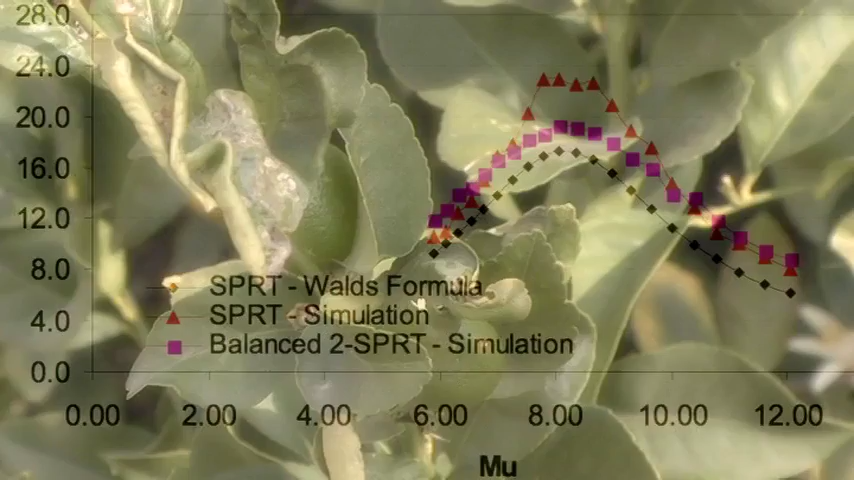 28.0
24.0
20.0
16.0
12.0
8.0
4.0
0.0
SPRT - Walds Formula
SPRT - Simulation
Balanced 2-SPRT - Simulation
0.00 2.00 4.00 6.00 8.00 10.00 12.00
Mu